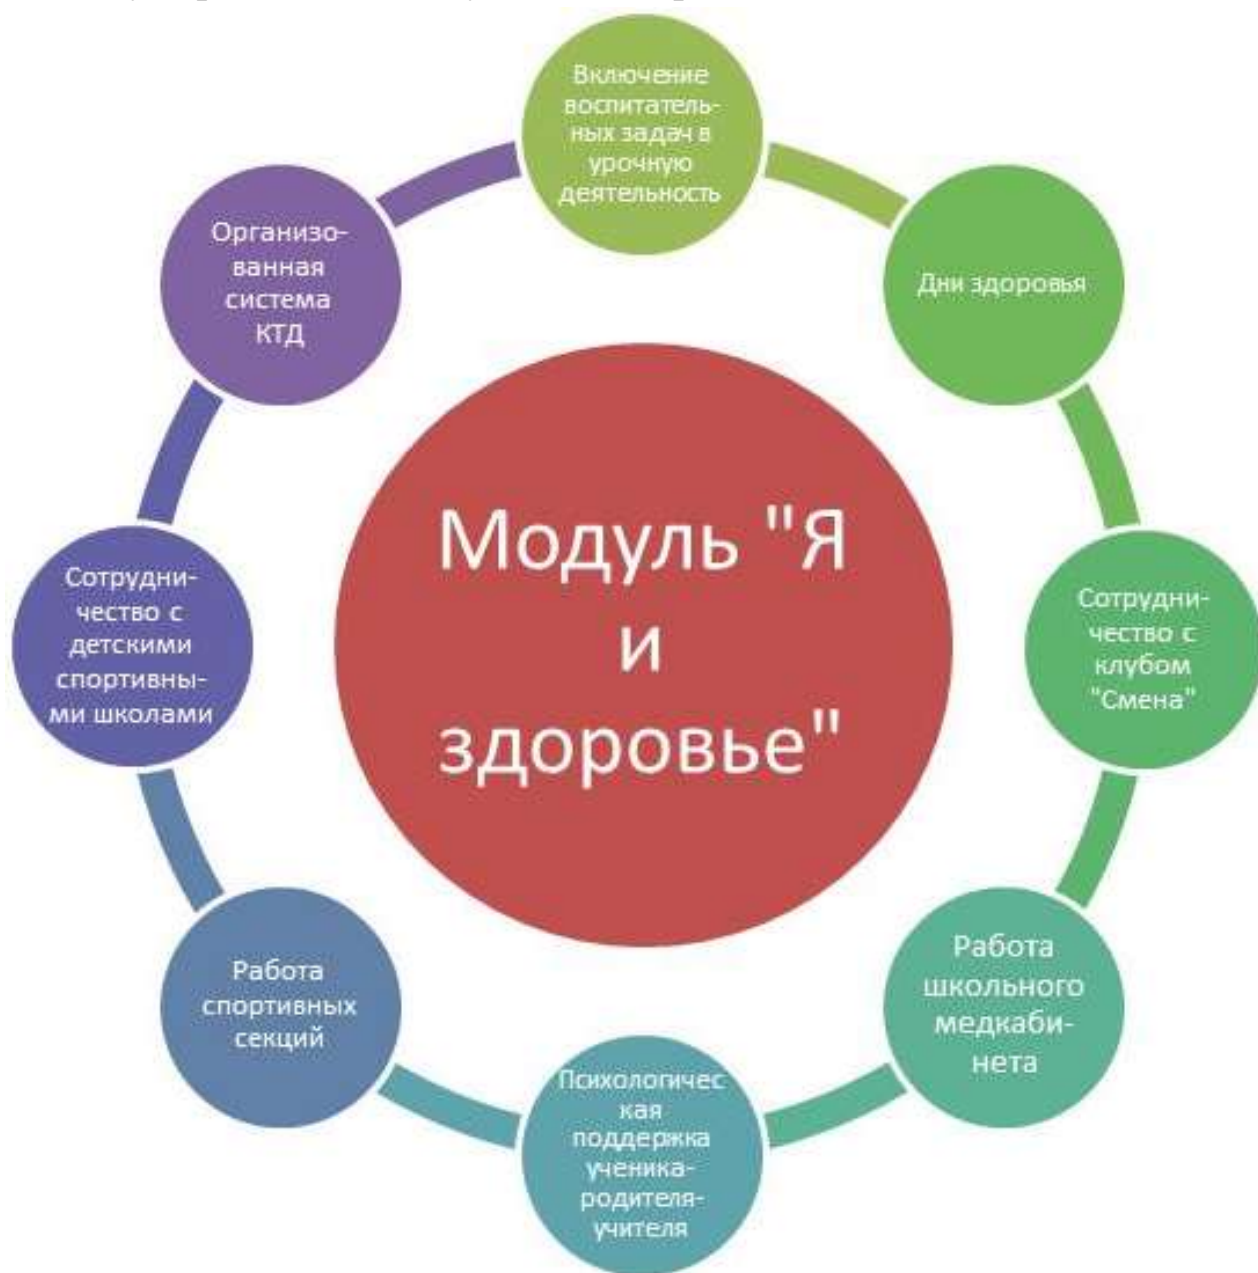 Включение
воспитатель-
ных задач в
урочную
деятельность
Дни здоровья
Сотрудни-
чество с
клубом
"Смена"
Работа
школьного
медкаби-
нета
Психологичес
кая
поддержка
ученика-
родителя-
учителя
Работа
спортивных
секций
Сотрудни-
чество с
детскими
спортивны-
ми школами
Организо-
ванная
система
КТД
Модуль "Я
и
здоровье"